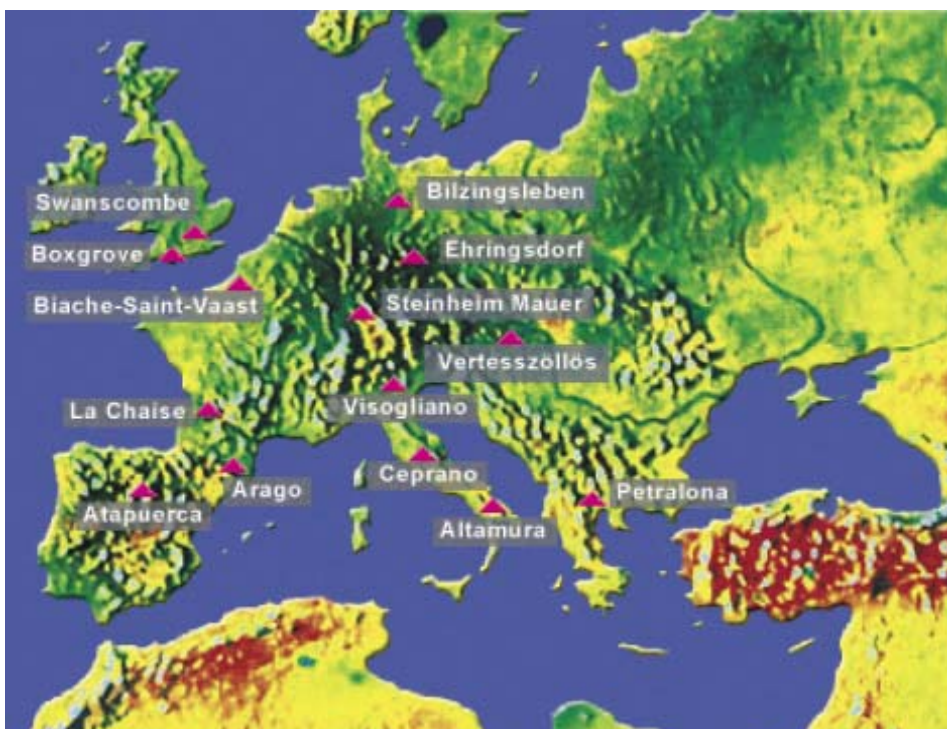 Bilzingsleben
Swanscombe
Ehringsdorf
Boxgrove
Biache-Saint-Vaast
Steinheim Mauer
Vertesszöllös
La Chaise
Visogliano
Ceprano
Arago
Petralona
Atapuerca
Altamura